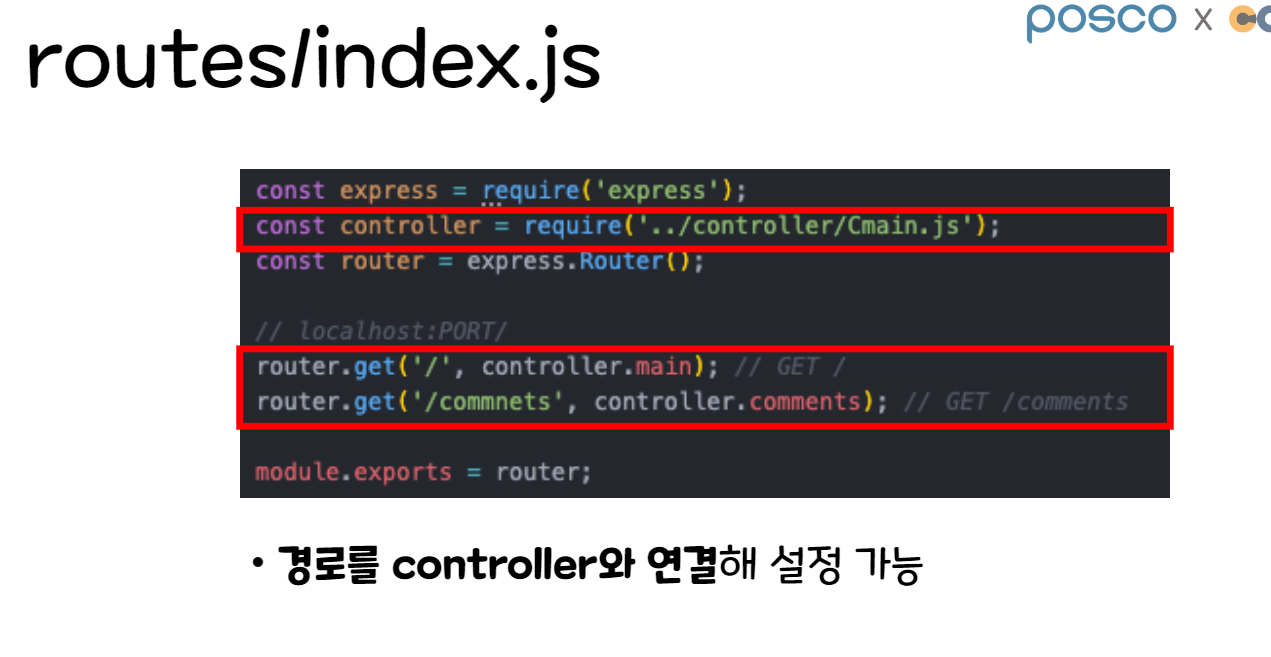 routes/index.js
posco x
const express = require('express');
const controller = require('../controller/Cmain.js');
const router = express.Router();
// localhost:PORT/
router.get('/', controller.main); // GET /
router.get('/commnets', controller.comments); // GET /comments
module.exports = router;
• 경로를 controller와 연결해 설정 가능